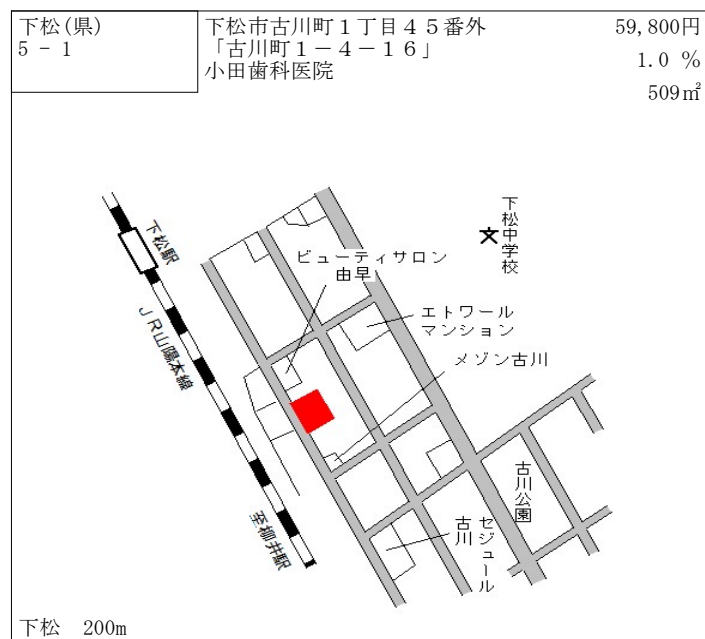 下松(県)
5 - 1
下松市古川町１丁目４５番外
「古川町１－４－１６」
小田歯科医院
59,800円
1.0 %
509㎡
下松駅
ＪＲ山陽本線
至柳井駅
ビューティサロン
由早
エトワール
マンション
メゾン古川
下松中学校
古川公園
セジュール
古川
下松 200m